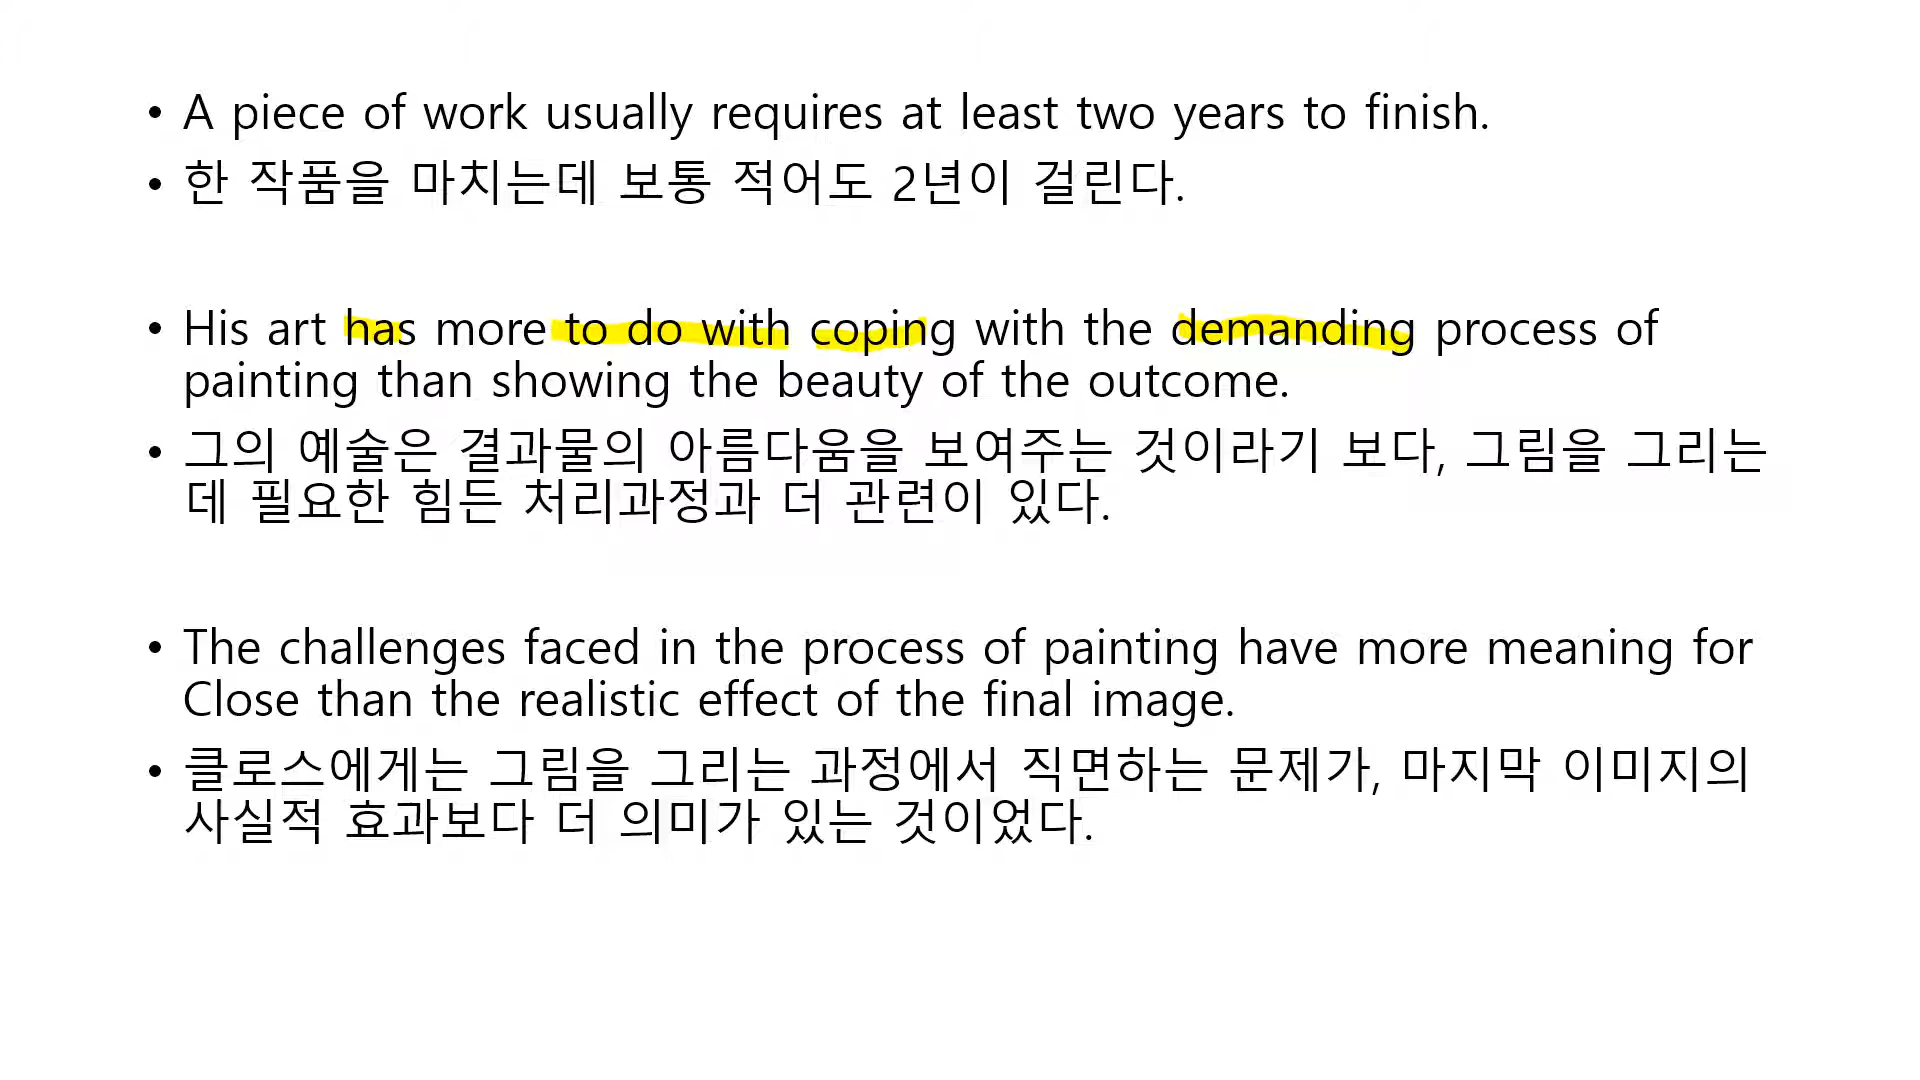 • A piece of work usually requires at least two years to finish.
• 한 작품을 마치는데 보통 적어도 2년이 걸린다.
• His art has more to do with coping with the demanding process of
painting than showing the beauty of the outcome.
• 그의 예술은 결과물의 아름다움을 보여주는 것이라기 보다, 그림을 그리는
데 필요한 힘든 처리과정과 더 관련이 있다.
• The challenges faced in the process of painting have more meaning for
Close than the realistic effect of the final image.
• 클로스에게는 그림을 그리는 과정에서 직면하는 문제가, 마지막 이미지의
사실적 효과보다 더 의미가 있는 것이었다.